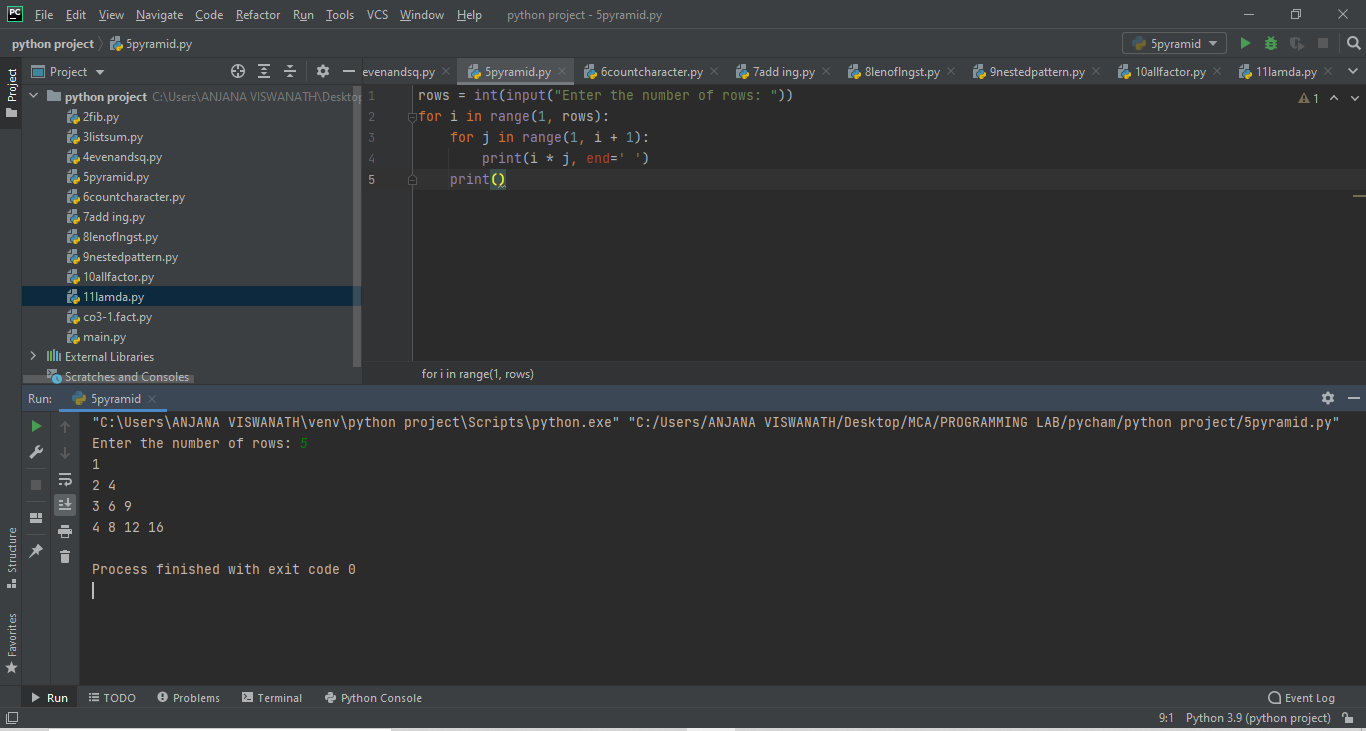 PC File Edit View Navigate Code Refactor Run Tools VCS Window Help python project - 5pyramid.py
python project 5pyramid.py 5pyramid
Project evenandsq.py 5pyramid.py 6countcharacter.py 7add ing.py 8lenoflngst.py 9nestedpattern.py 10allfactor.py 11lamda.py
Project
python project C:\Users\ANJANA VISWANATH\Desktop
2fib.py
3listsum.py
4evenandsq.py
5pyramid.py
6countcharacter.py
7add ing.py
8lenoflngst.py
9nestedpattern.py
10allfactor.py
11lamda.py
co3-1.fact.py
main.py
External Libraries
Scratches and Consoles
1 rows = int(input("Enter the number of rows: "))
2 for i in range(1, rows):
3 for j in range(1, i + 1):
4 print(i * j, end=' ')
5 print()
1
for i in range(1, rows)
Run: 5pyramid
"C:\Users\ANJANA VISWANATH\venv\python project\Scripts\python.exe" "C:/Users/ANJANA VISWANATH/Desktop/MCA/PROGRAMMING LAB/pycham/python project/5pyramid.py"
Enter the number of rows: 5
1
2 4
3 6 9
4 8 12 16
Process finished with exit code 0
Structure
Favorites
Run TODO Problems Terminal Python Console Event Log
9:1 Python 3.9 (python project)